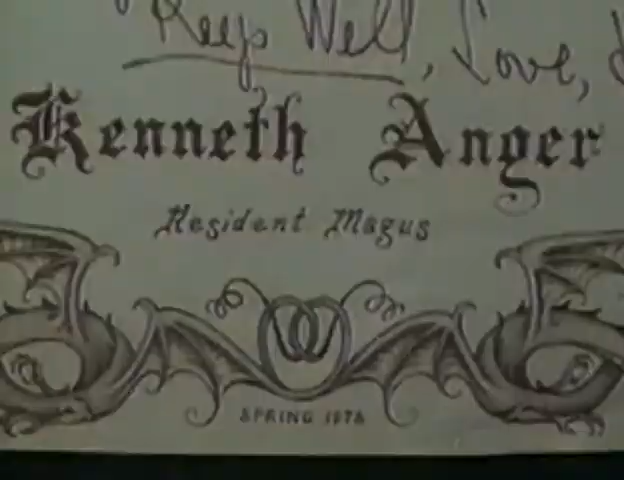 Keep Well, Love,
Kenneth Anger
Resident Magus
SPRING 1978